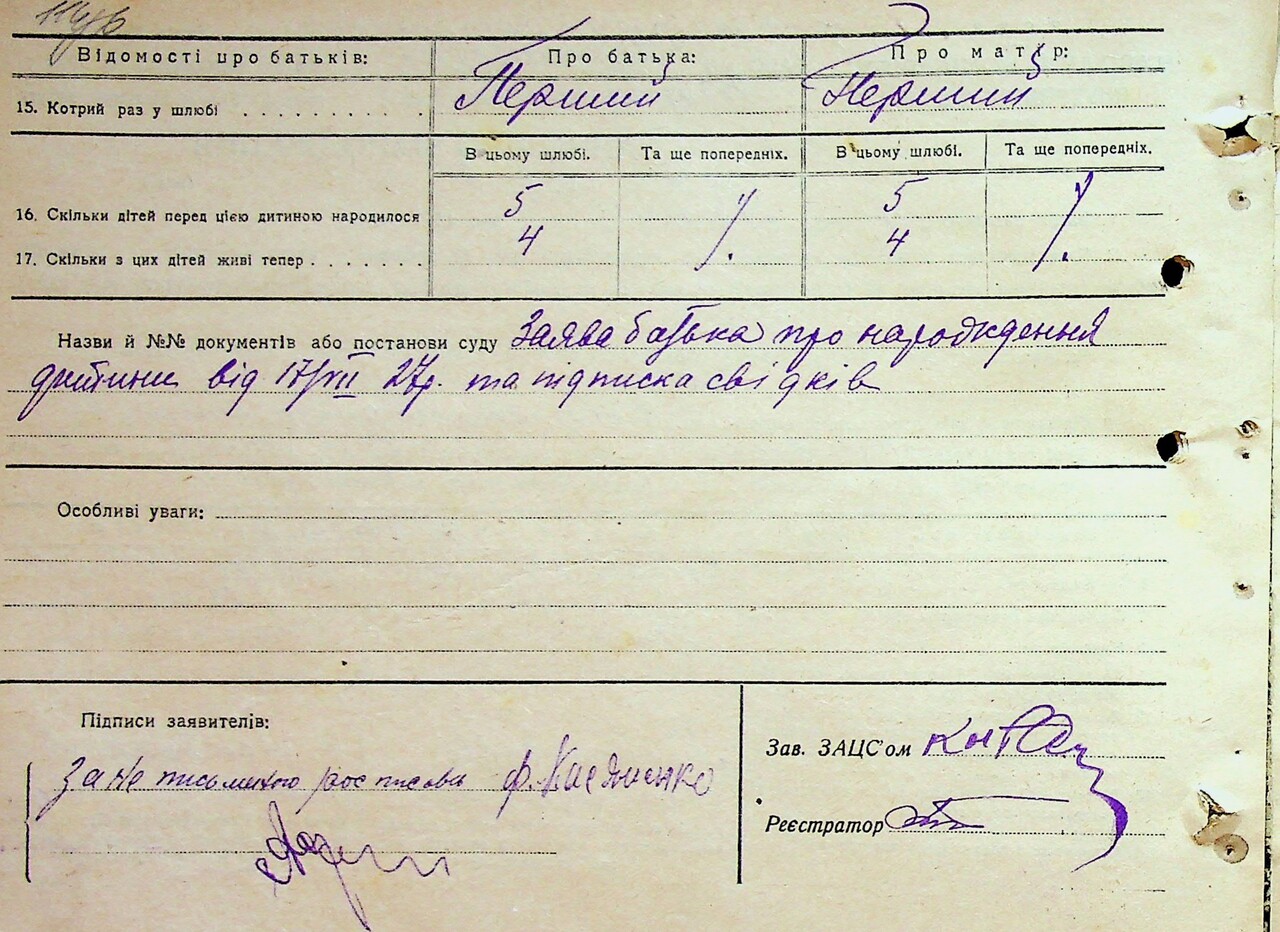 Відомості про батьків: Про батька: Про матір:
15. Котрий раз у шлюбі . . . . . . . . . . Перший Перший
В цьому шлюбі. Та ще попередніх. В цьому шлюбі. Та ще попередніх.
16. Скільки дітей перед цією дитиною народилося 5 5
17. Скільки з цих дітей живі тепер . . . . . . . 4 4
Назви й №№ документів або постанови суду Заява батька про народження
дитини від 17/VII 27р. та підписка свідків
Особливі уваги:
Підписи заявителів:
Зав. ЗАЦС'ом
за не письменого
Реєстратор